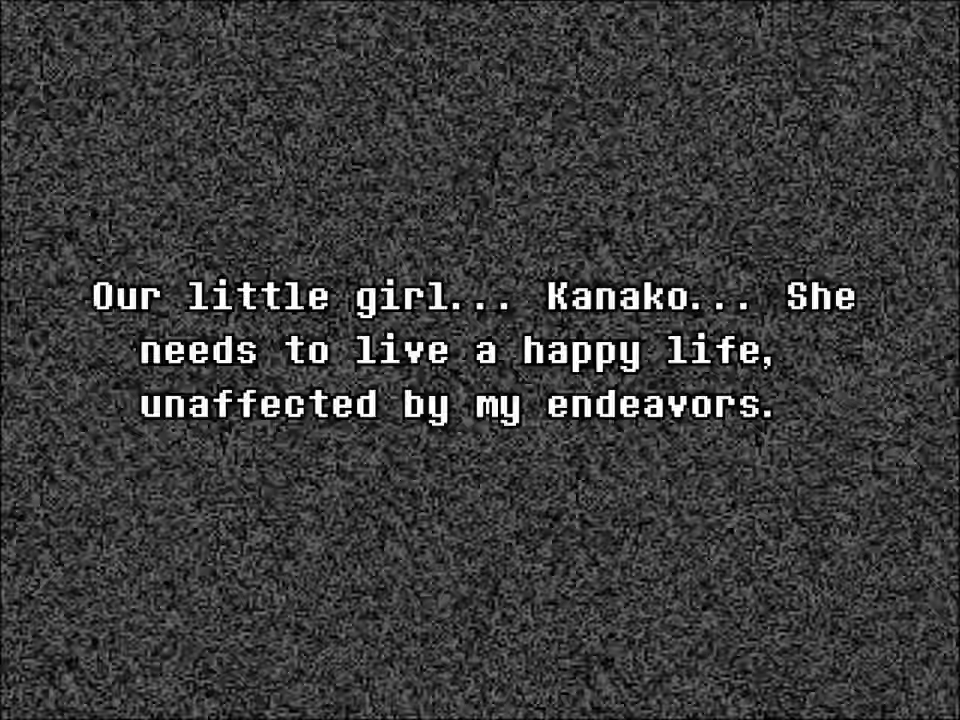 Our little girl... Kanako... She
needs to live a happy life,
unaffected by my endeavors.